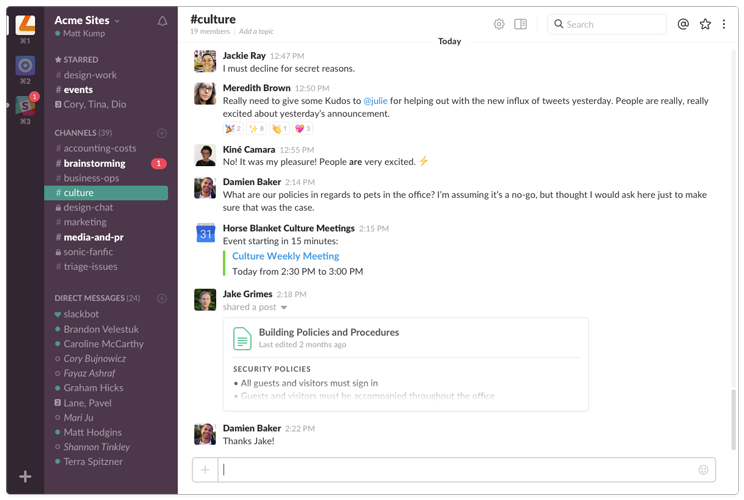 Acme Sites
Matt Kump
⌘1
⌘2
1
⌘3
STARRED
# design-work
# events
2 Cory, Tina, Dio
CHANNELS (39)
# accounting-costs
# brainstorming 1
# business-ops
# culture
design-chat
# marketing
# media-and-pr
sonic-fanfic
# triage-issues
DIRECT MESSAGES (24)
slackbot
Brandon Velestuk
Caroline McCarthy
Cory Bujnowicz
Fayaz Ashraf
Graham Hicks
2 Lane, Pavel
Mari Ju
Matt Hodgins
Shannon Tinkley
Terra Spitzner
#culture
19 members | Add a topic
Search
Today
Jackie Ray 12:47 PM
I must decline for secret reasons.
Meredith Brown 12:50 PM
Really need to give some Kudos to @julie for helping out with the new influx of tweets yesterday. People are really, really
excited about yesterday's announcement.
🎉 2 ✨ 8 👏 1 💖 3
Kiné Camara 12:55 PM
No! It was my pleasure! People are very excited. ⚡
Damien Baker 2:14 PM
What are our policies in regards to pets in the office? I'm assuming it's a no-go, but thought I would ask here just to make
sure that was the case.
31
Horse Blanket Culture Meetings 2:15 PM
Event starting in 15 minutes:
Culture Weekly Meeting
Today from 2:30 PM to 3:00 PM
Jake Grimes 2:18 PM
shared a post
Building Policies and Procedures
Last edited 2 months ago
SECURITY POLICIES
• All guests and visitors must sign in
• Guests and visitors must be accompanied throughout the office
Damien Baker 2:22 PM
Thanks Jake!